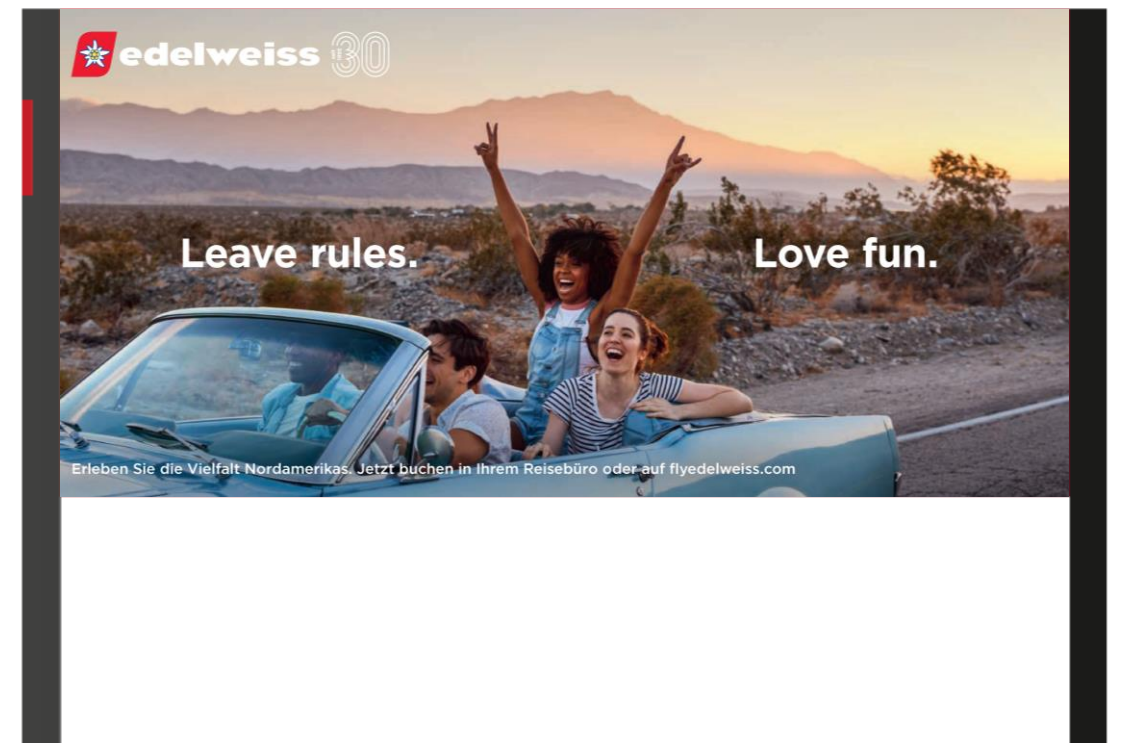 edelweiss 30
Leave rules.
Love fun.
Erleben Sie die Vielfalt Nordamerikas. Jetzt buchen in Ihrem Reisebüro oder auf flyedelweiss.com